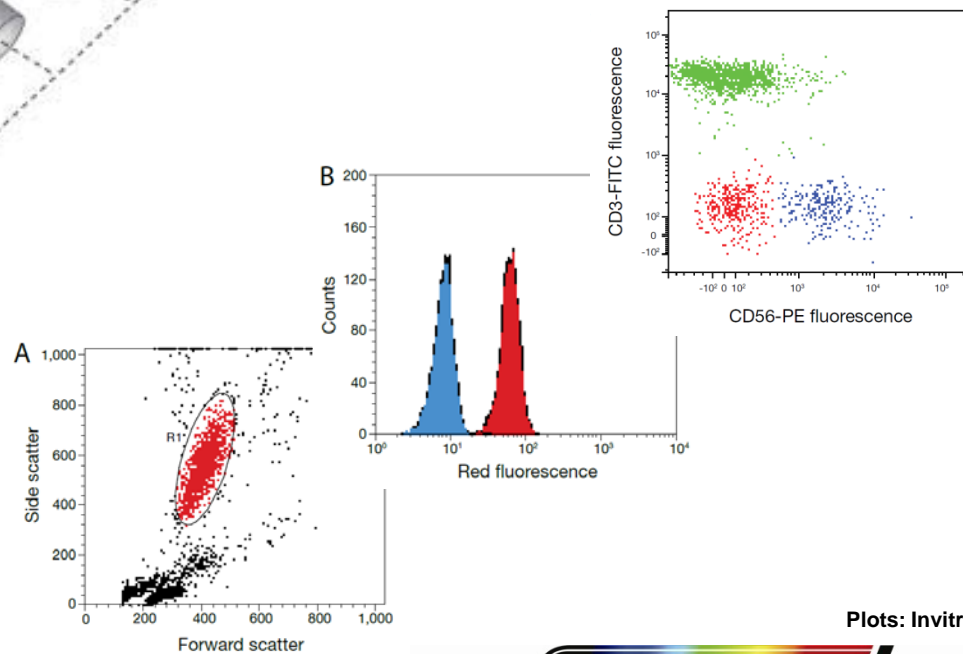 10⁵
10⁴
10³
10²
0
-10²
CD3-FITC fluorescence
-10² 0 10² 10³ 10⁴ 10⁵
CD56-PE fluorescence
B
200
160
120
80
40
0
Counts
10⁰ 10¹ 10² 10³ 10⁴
Red fluorescence
A
1,000
800
600
400
200
0
Side scatter
R1
0 200 400 600 800 1,000
Forward scatter
Plots: Invitr